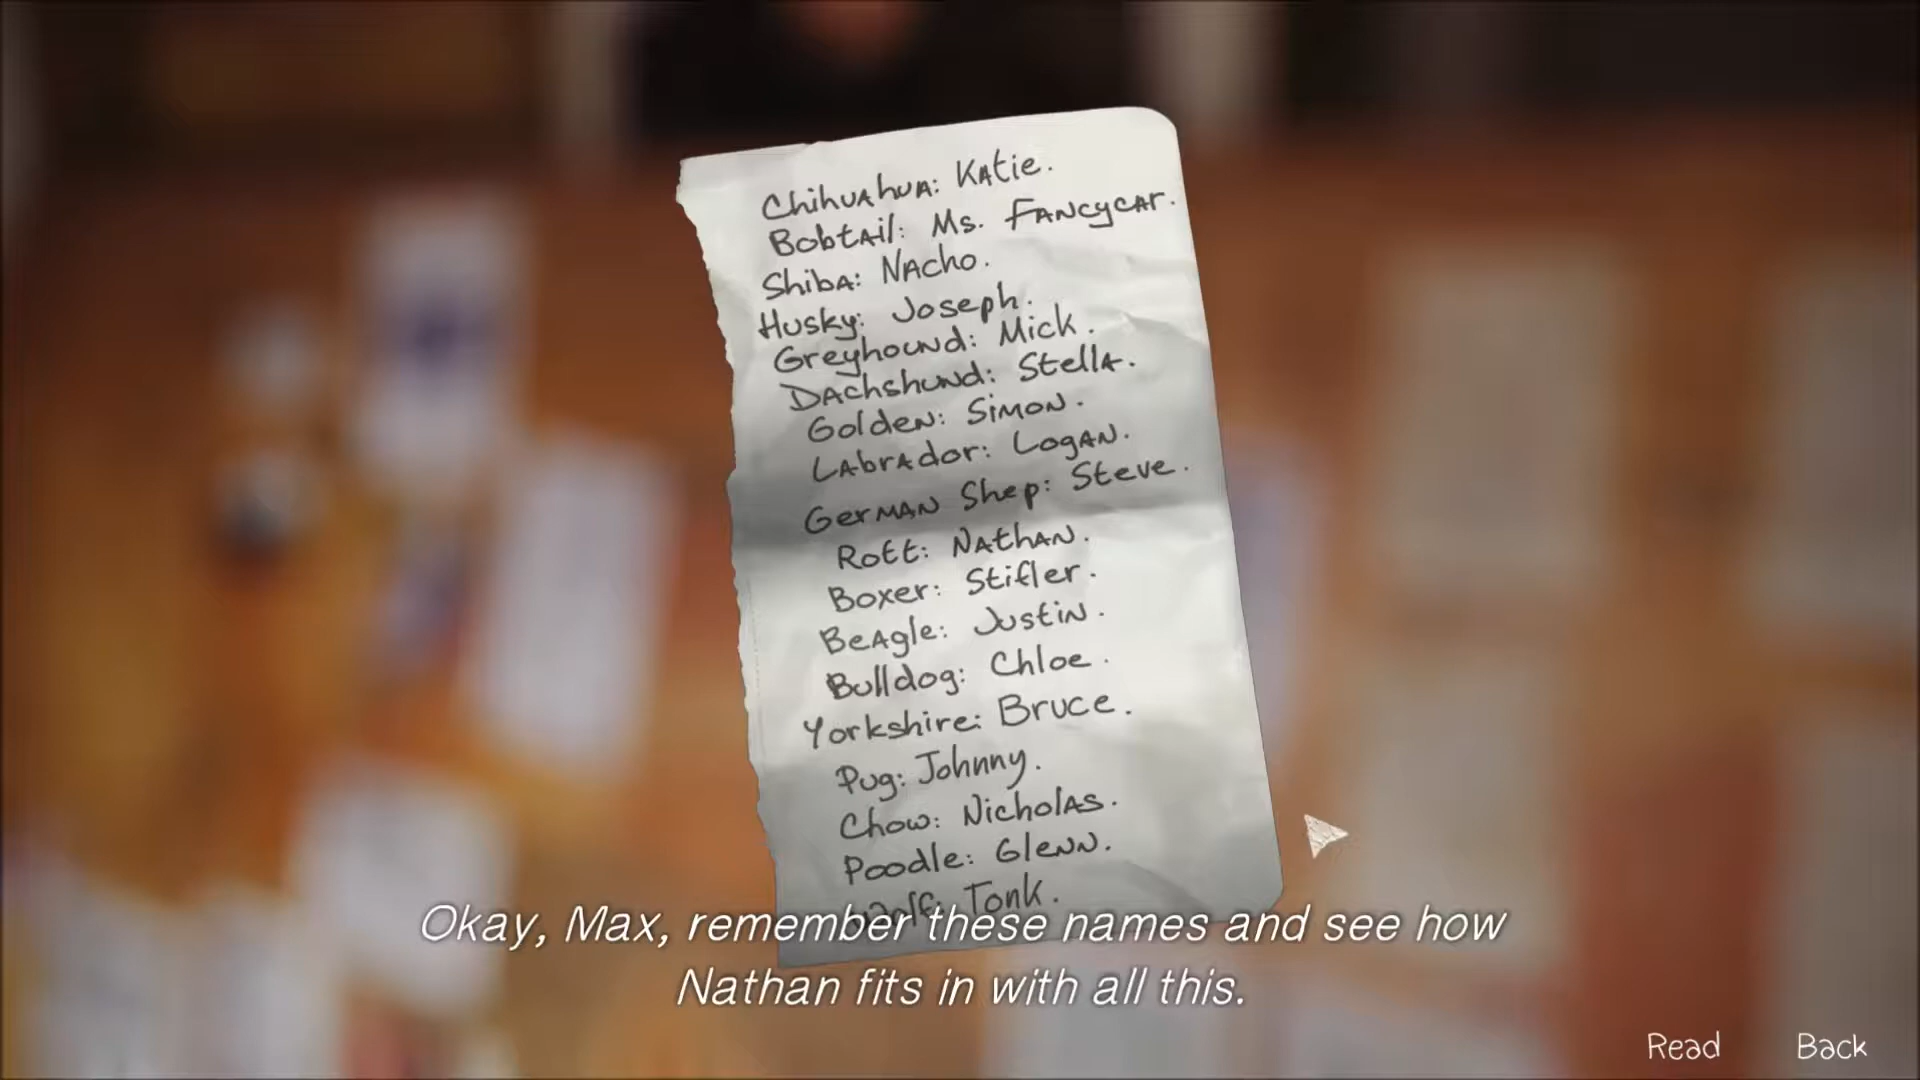 Chihuahua: Katie.
Bobtail: Ms. Fancycar.
Shiba: Nacho.
Husky: Joseph.
Greyhound: Mick.
Dachshund: Stella.
Golden: Simon.
Labrador: Logan.
German Shep: Steve.
Rott: Nathan.
Boxer: Stifler.
Beagle: Justin.
Bulldog: Chloe.
Yorkshire: Bruce.
Pug: Johnny.
Chow: Nicholas.
Poodle: Glenn.
Wolf: Tonk.
Okay, Max, remember these names and see how
Nathan fits in with all this.
Read Back